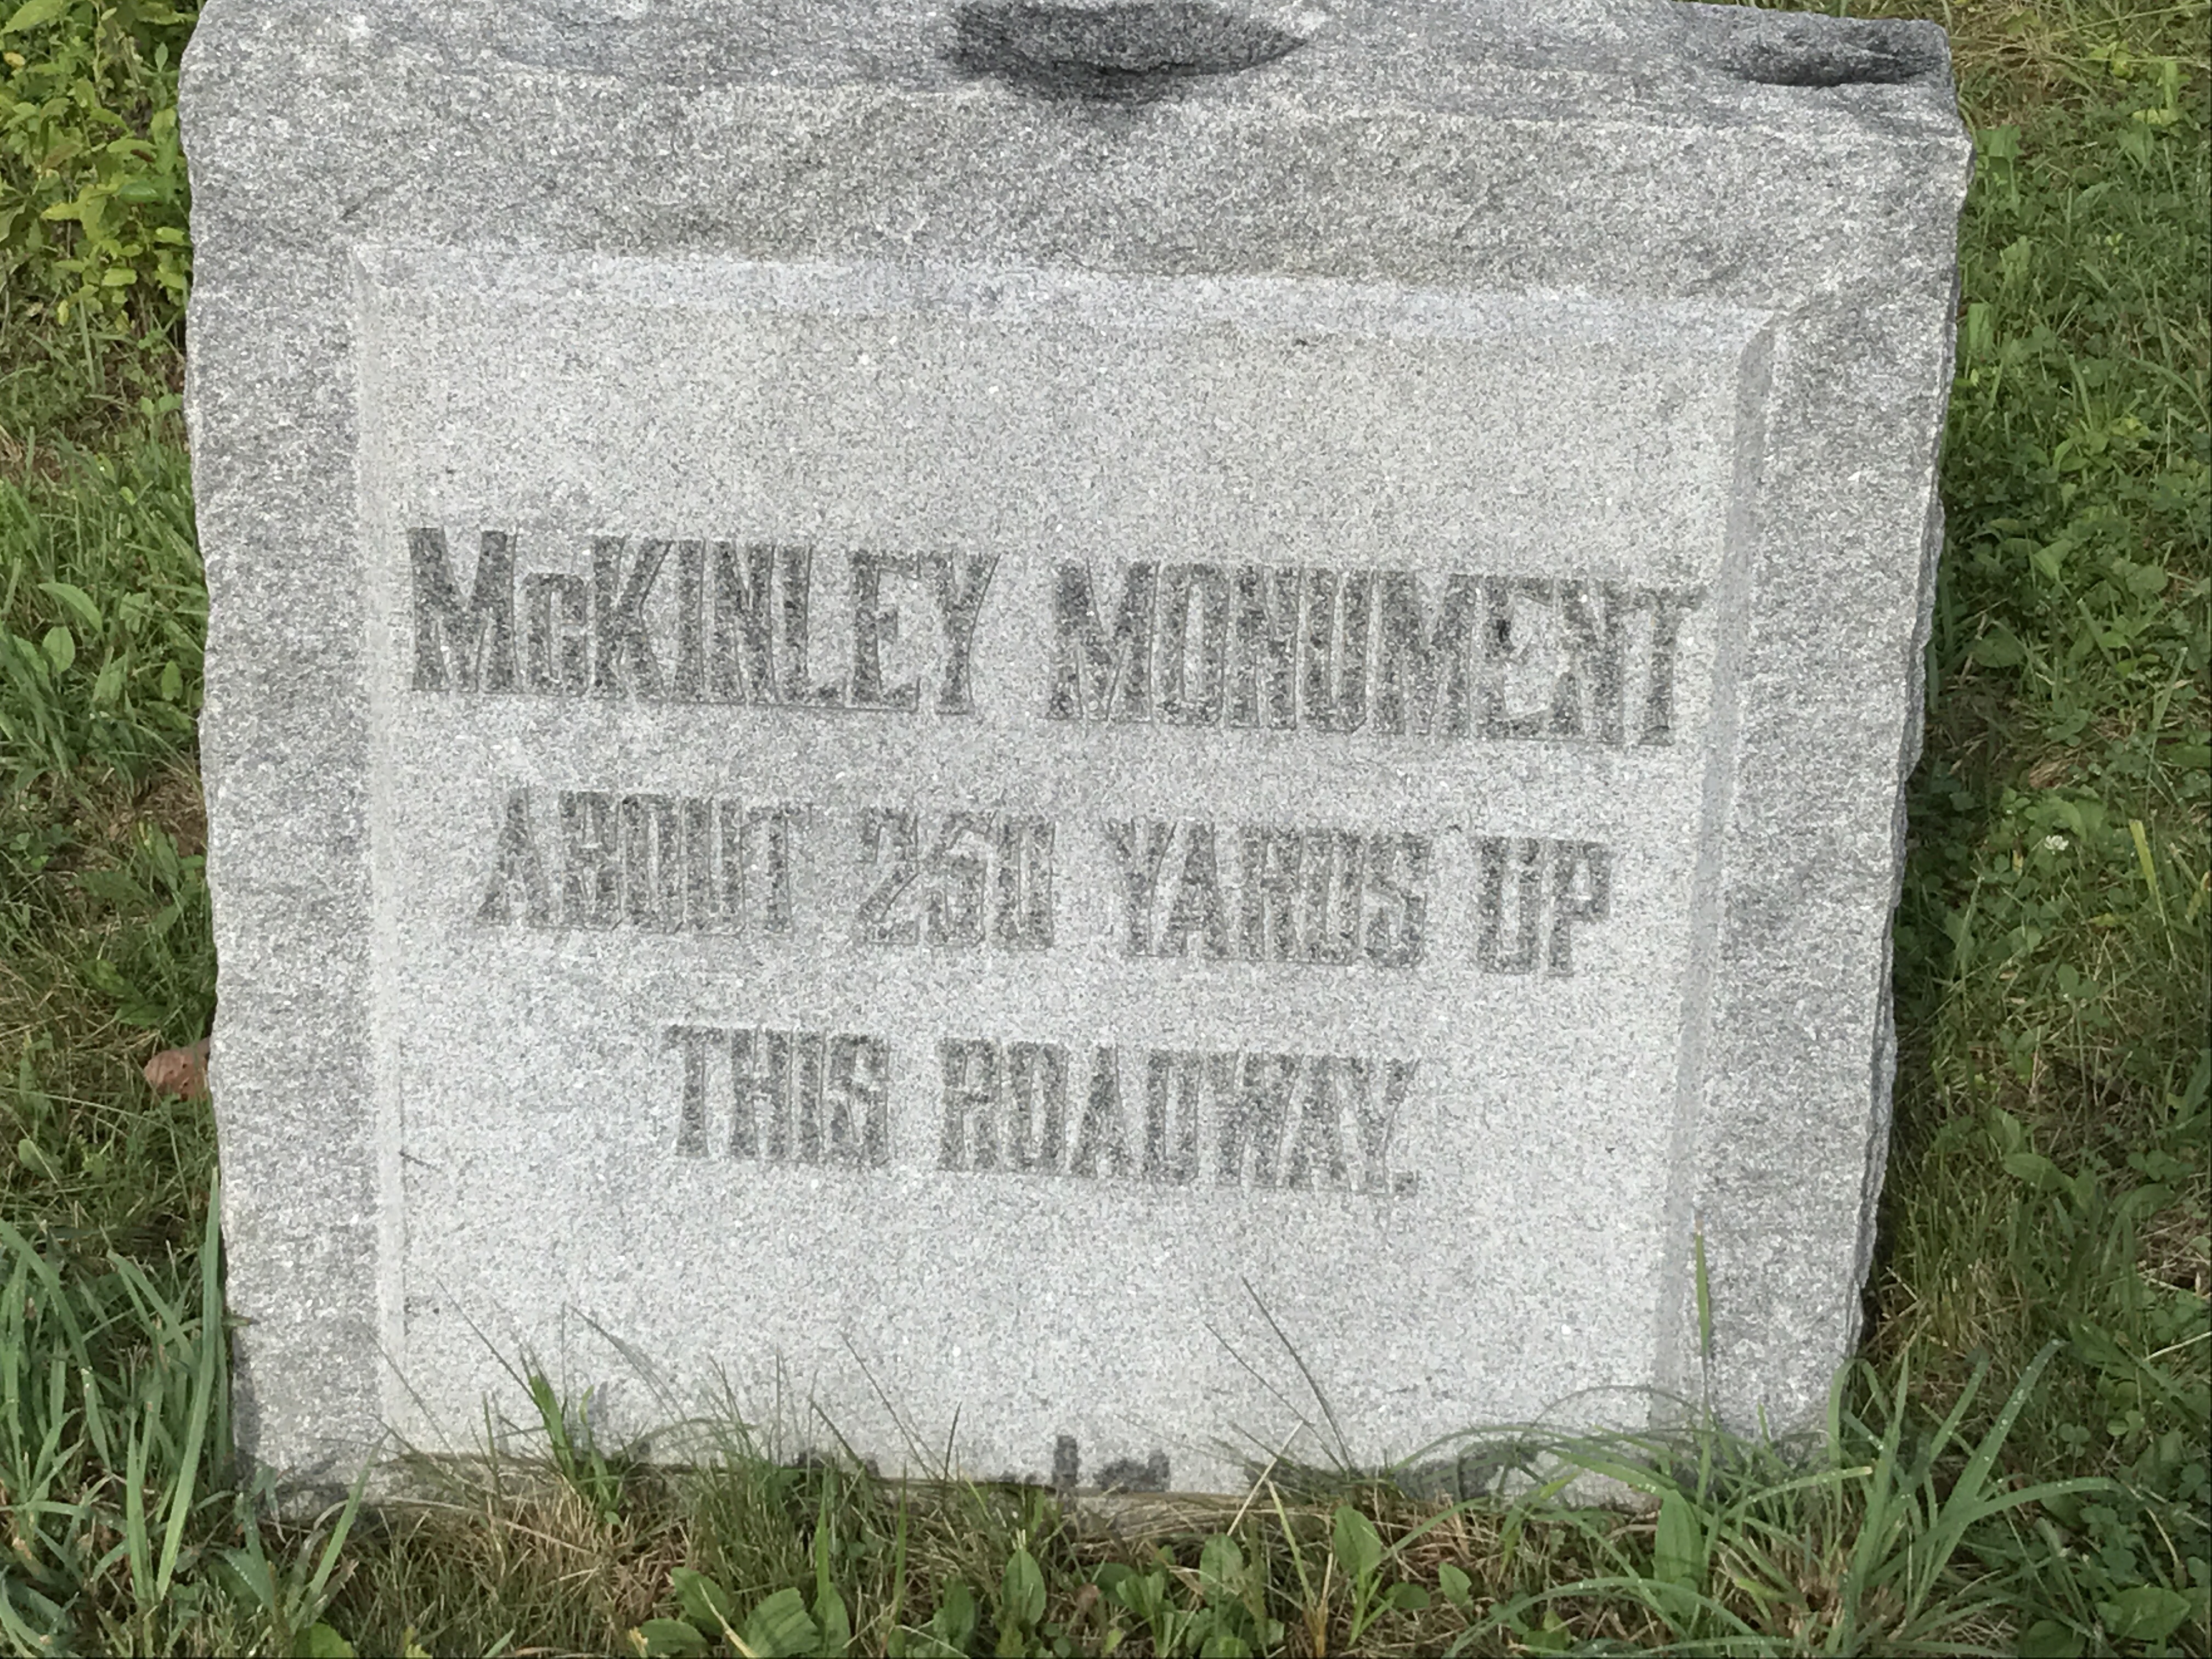 McKINLEY MONUMENT
ABOUT 250 YARDS UP
THIS ROADWAY.